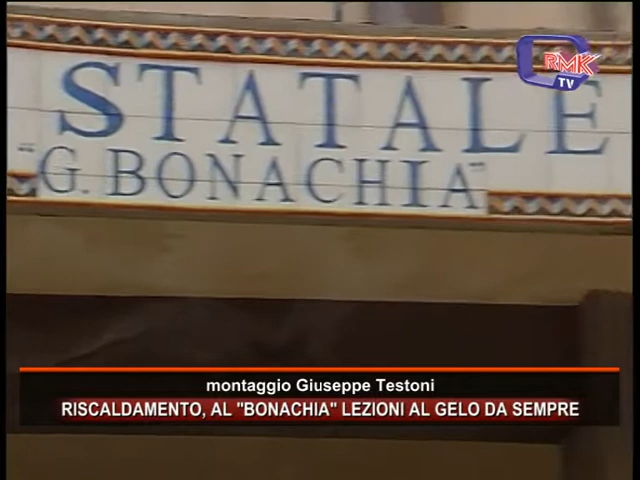 RMK
TV
STATALE
"G. BONACHIA"
montaggio Giuseppe Testoni
RISCALDAMENTO, AL "BONACHIA" LEZIONI AL GELO DA SEMPRE